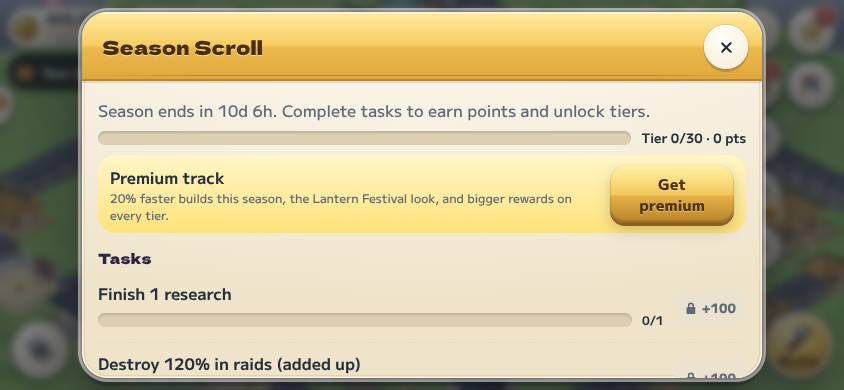 Season Scroll
Season ends in 10d 6h. Complete tasks to earn points and unlock tiers.
Tier 0/30 · 0 pts
Premium track
20% faster builds this season, the Lantern Festival look, and bigger rewards on
every tier.
Get
premium
Tasks
Finish 1 research
0/1
+100
Destroy 120% in raids (added up)
+100